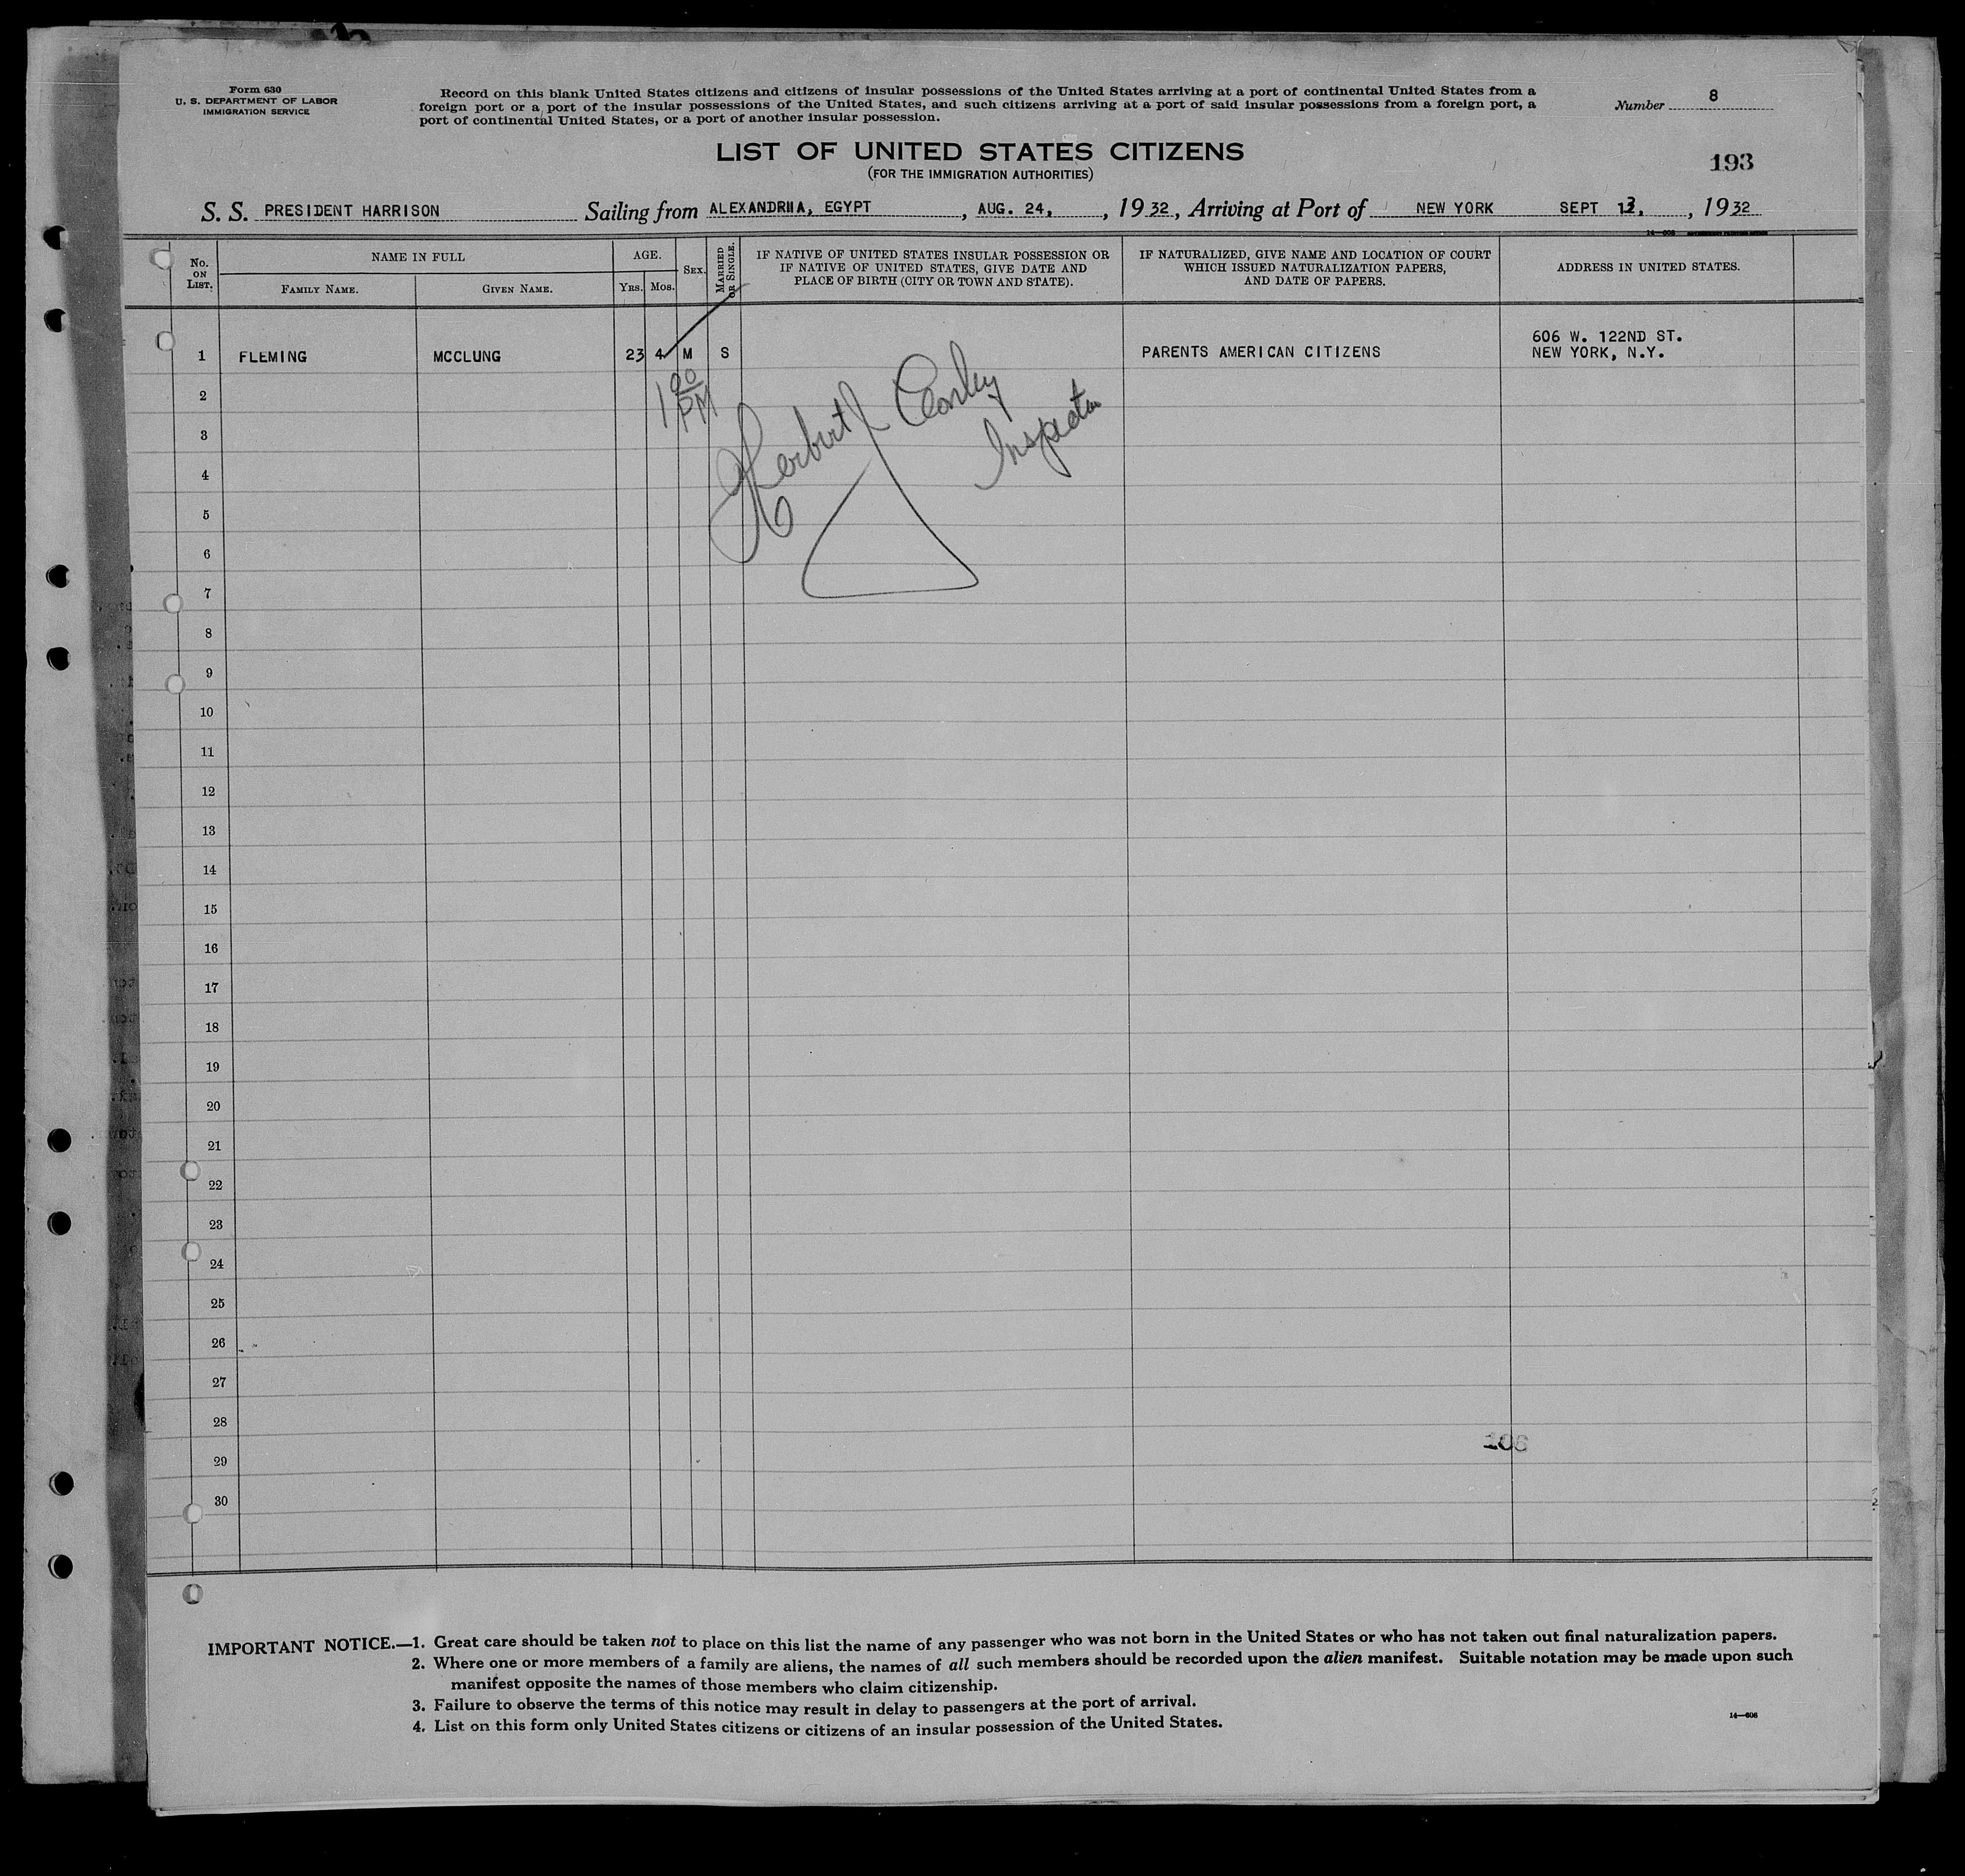 Form 630
U. S. DEPARTMENT OF LABOR
IMMIGRATION SERVICE
Record on this blank United States citizens and citizens of insular possessions of the United States arriving at a port of continental United States from a
foreign port or a port of the insular possessions of the United States, and such citizens arriving at a port of said insular possessions from a foreign port, a
port of continental United States, or a port of another insular possession.
Number 8
LIST OF UNITED STATES CITIZENS
(FOR THE IMMIGRATION AUTHORITIES)
193
S. S. PRESIDENT HARRISON Sailing from ALEXANDRIIA, EGYPT, AUG. 24, , 1932, Arriving at Port of NEW YORK SEPT 13, , 1932
No. ON LIST.
NAME IN FULL
FAMILY NAME.
GIVEN NAME.
AGE.
YRS.
MOS.
SEX.
MARRIED OR SINGLE.
IF NATIVE OF UNITED STATES INSULAR POSSESSION OR
IF NATIVE OF UNITED STATES, GIVE DATE AND
PLACE OF BIRTH (CITY OR TOWN AND STATE).
IF NATURALIZED, GIVE NAME AND LOCATION OF COURT
WHICH ISSUED NATURALIZATION PAPERS,
AND DATE OF PAPERS.
ADDRESS IN UNITED STATES.
1 FLEMING MCCLUNG 23 4 M S PARENTS AMERICAN CITIZENS 606 W. 122ND ST.
NEW YORK, N.Y.
1 00 PM
Herbert J Conley
Inspector
2
3
4
5
6
7
8
9
10
11
12
13
14
15
16
17
18
19
20
21
22
23
24
25
26
27
28
29
30
IMPORTANT NOTICE.—1. Great care should be taken not to place on this list the name of any passenger who was not born in the United States or who has not taken out final naturalization papers.
2. Where one or more members of a family are aliens, the names of all such members should be recorded upon the alien manifest. Suitable notation may be made upon such
manifest opposite the names of those members who claim citizenship.
3. Failure to observe the terms of this notice may result in delay to passengers at the port of arrival.
4. List on this form only United States citizens or citizens of an insular possession of the United States.
14—608